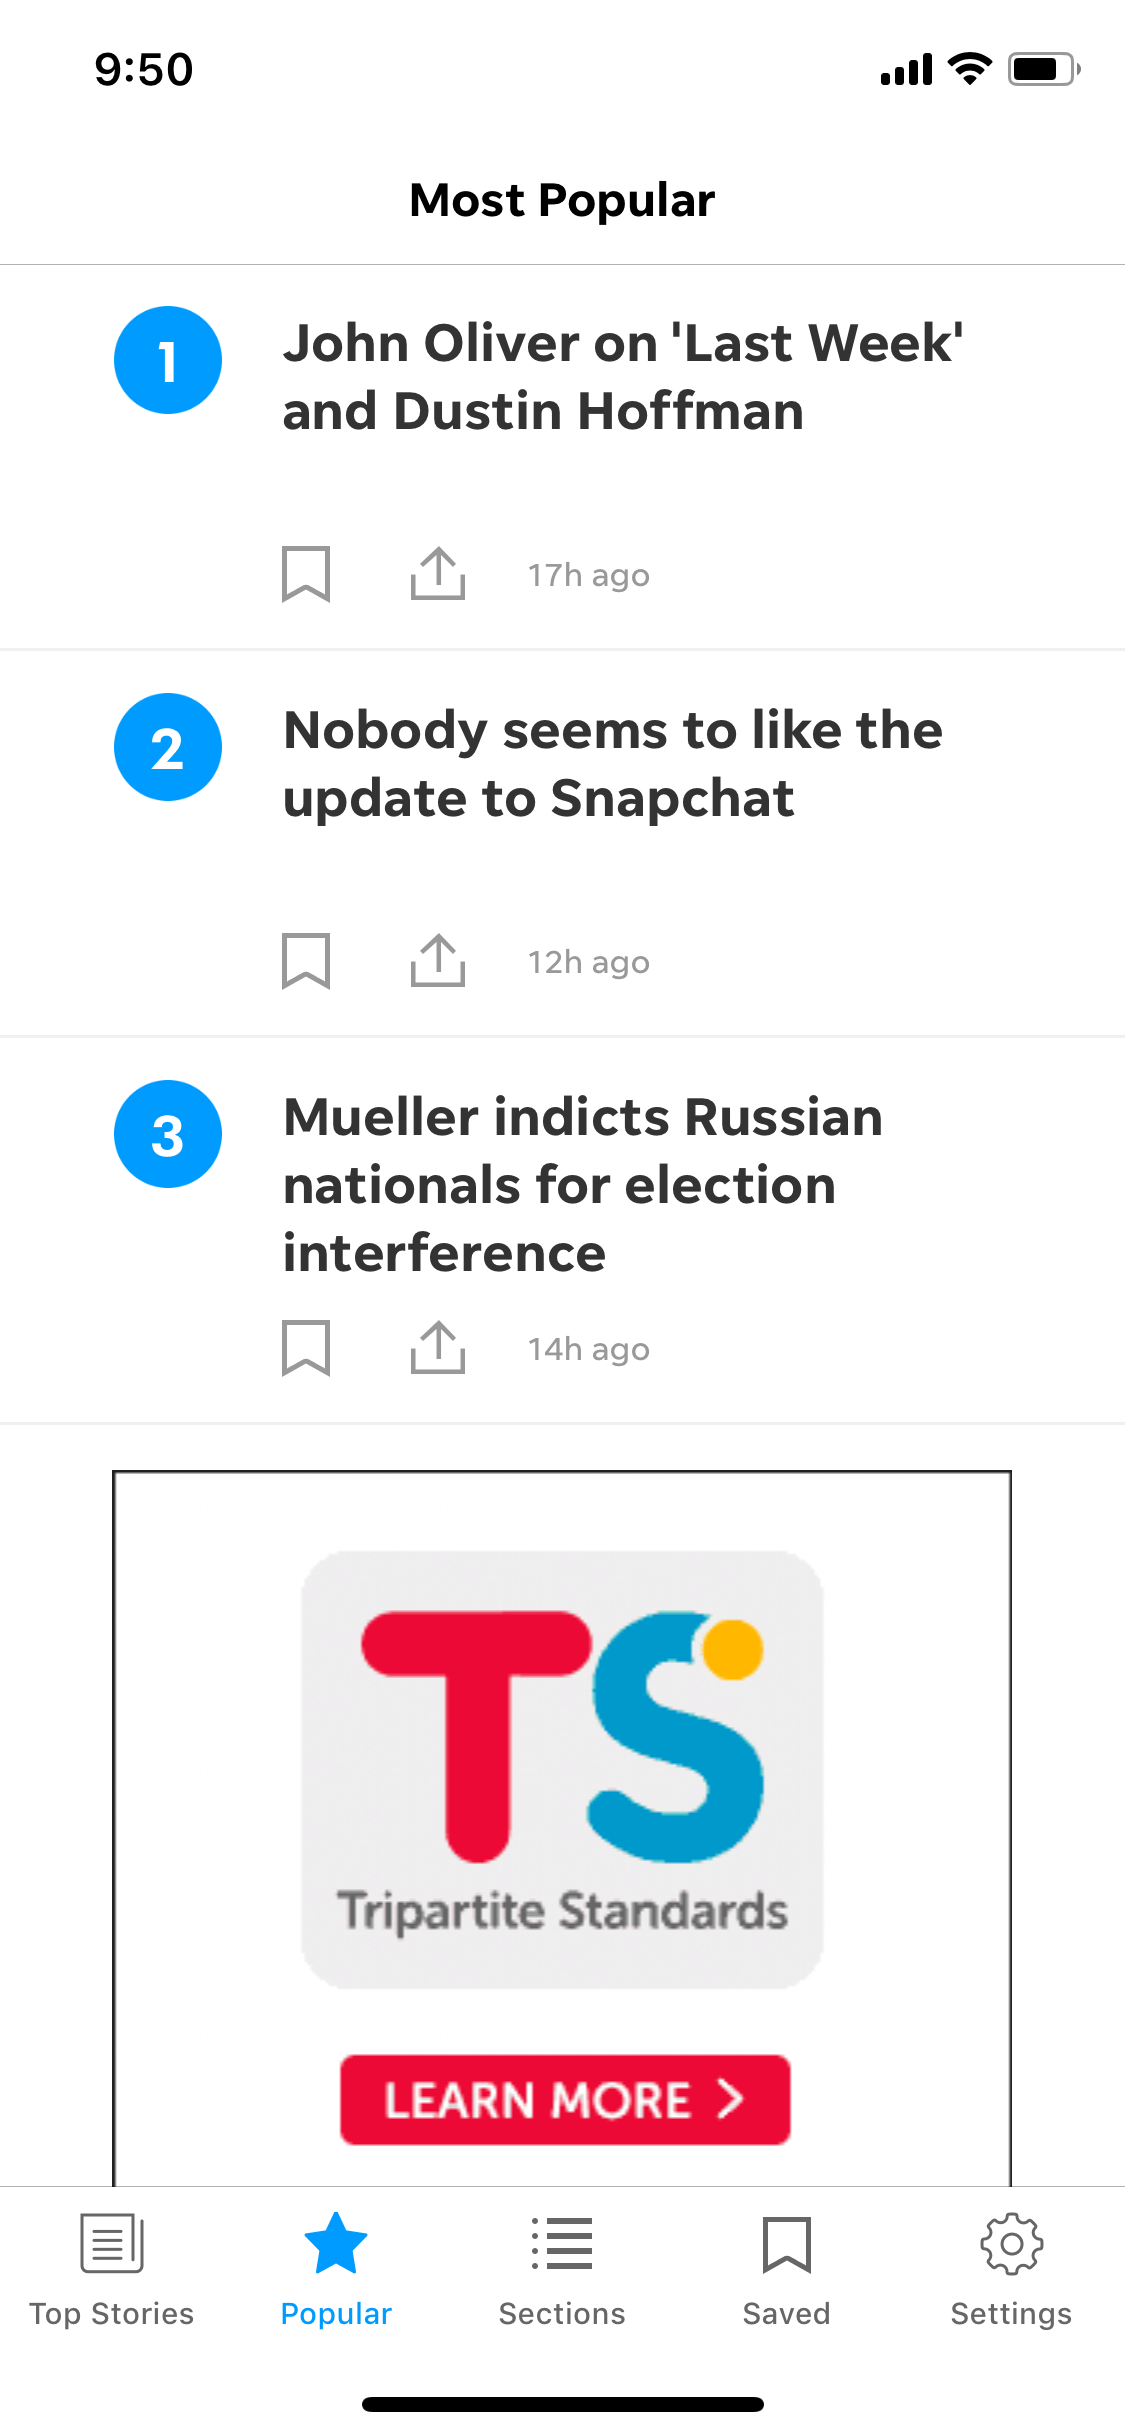 9:50
Most Popular
1
John Oliver on 'Last Week'
and Dustin Hoffman
17h ago
2
Nobody seems to like the
update to Snapchat
12h ago
3
Mueller indicts Russian
nationals for election
interference
14h ago
TS
Tripartite Standards
LEARN MORE >
Top Stories
Popular
Sections
Saved
Settings